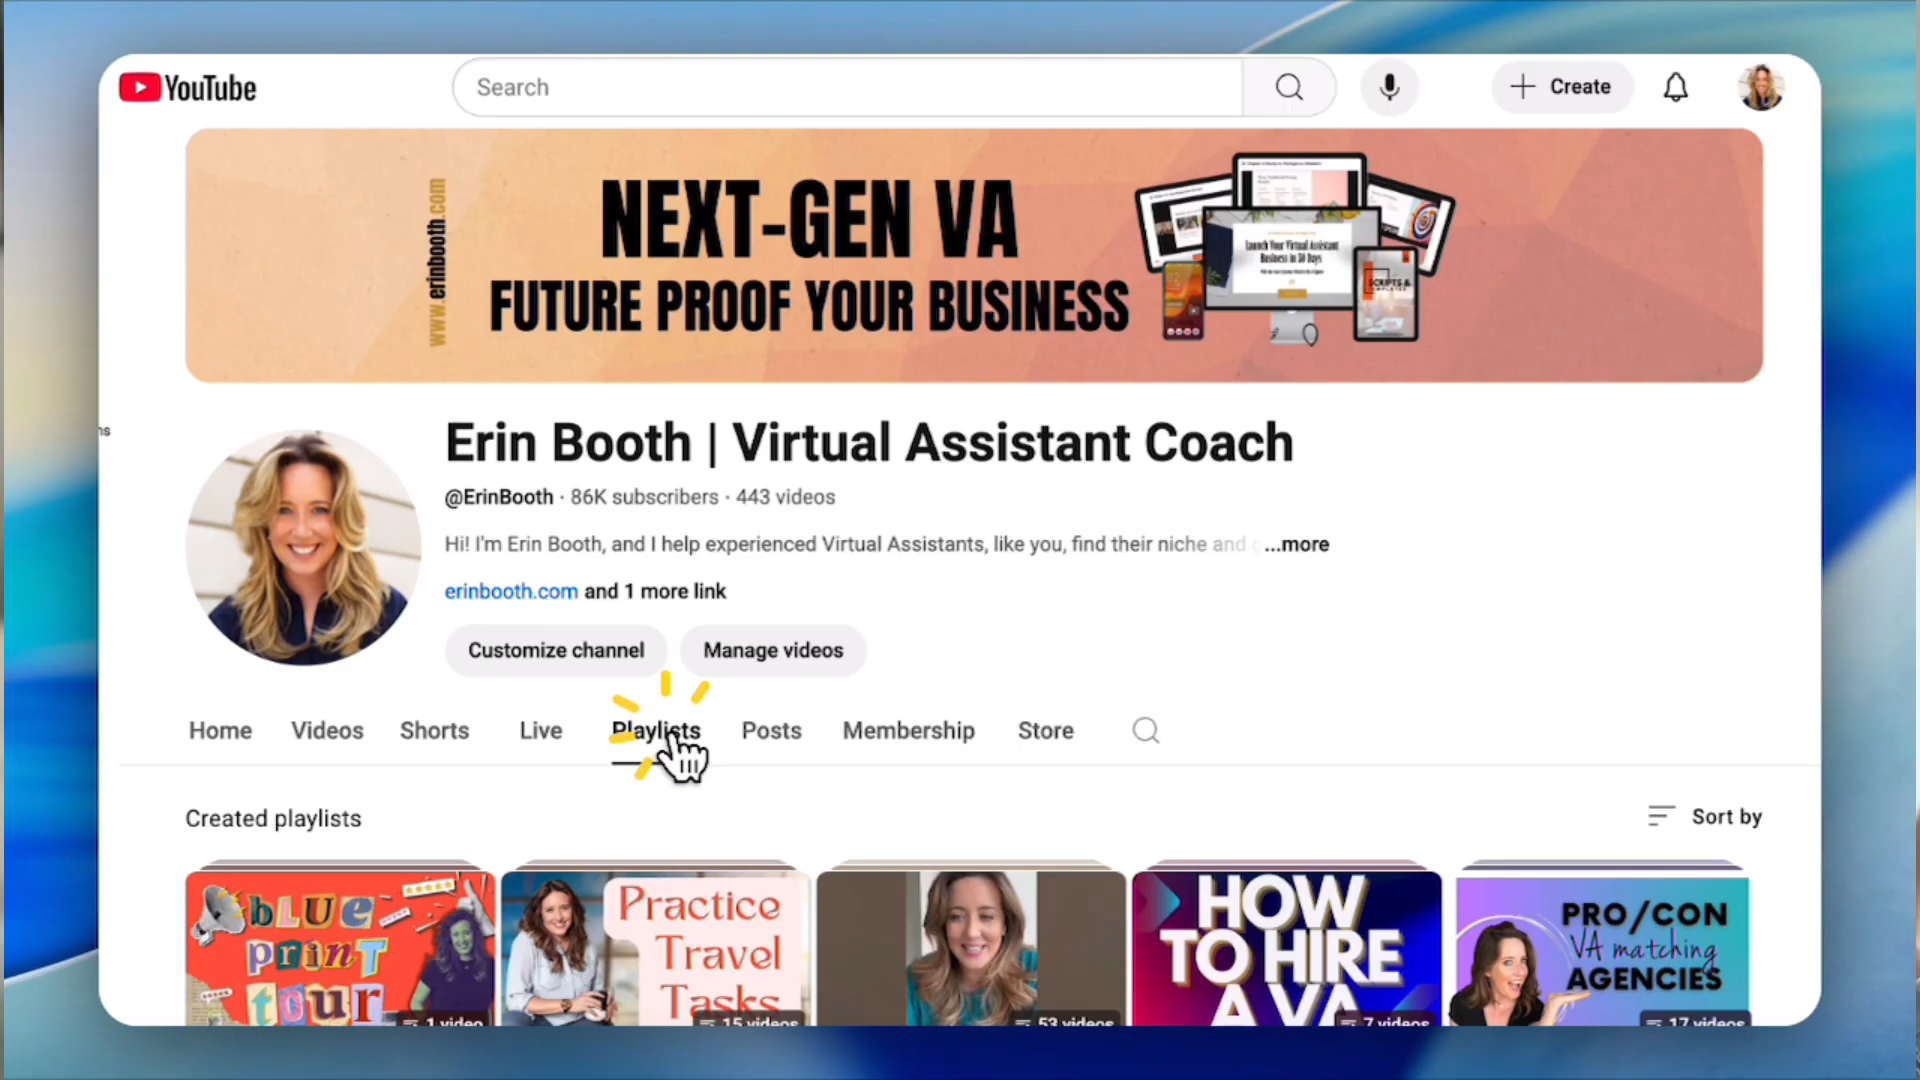 YouTube
Search
Create
www.erinbooth.com
NEXT-GEN VA
FUTURE PROOF YOUR BUSINESS
Launch Your Virtual Assistant
Business in 30 Days
SCRIPTS &
Erin Booth | Virtual Assistant Coach
@ErinBooth · 86K subscribers · 443 videos
Hi! I'm Erin Booth, and I help experienced Virtual Assistants, like you, find their niche and ...more
erinbooth.com and 1 more link
Customize channel
Manage videos
Home
Videos
Shorts
Live
Playlists
Posts
Membership
Store
Created playlists
Sort by
bLUe
prinT
tour
1 video
Practice
Travel
Tasks
15 videos
53 videos
HOW
TO HIRE
A VA
7 videos
PRO/CON
VA matching
AGENCIES
17 videos